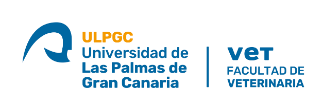 ULPGC
Universidad de
Las Palmas de
Gran Canaria
vet
FACULTAD DE
VETERINARIA